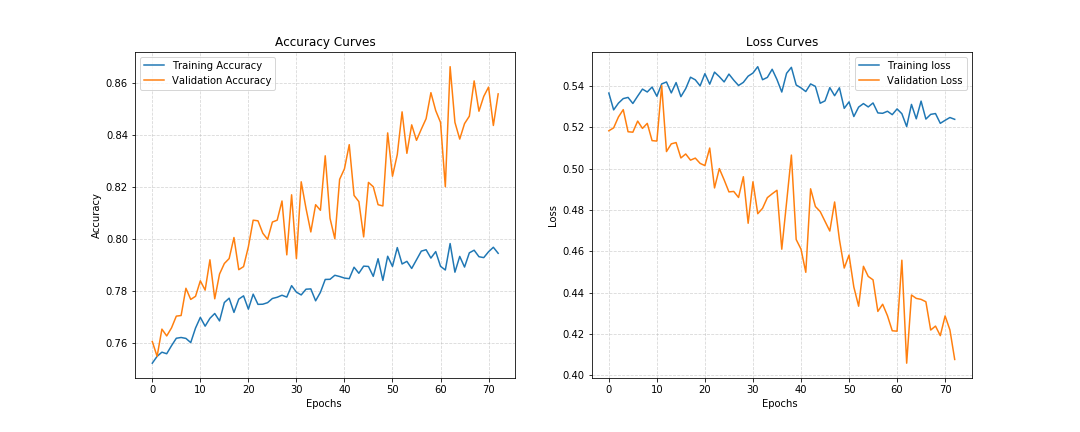 Accuracy Curves
Training Accuracy
Validation Accuracy
0.86
0.84
0.82
0.80
0.78
0.76
Accuracy
0 10 20 30 40 50 60 70
Epochs
Loss Curves
Training loss
Validation Loss
0.54
0.52
0.50
0.48
0.46
0.44
0.42
0.40
Loss
0 10 20 30 40 50 60 70
Epochs